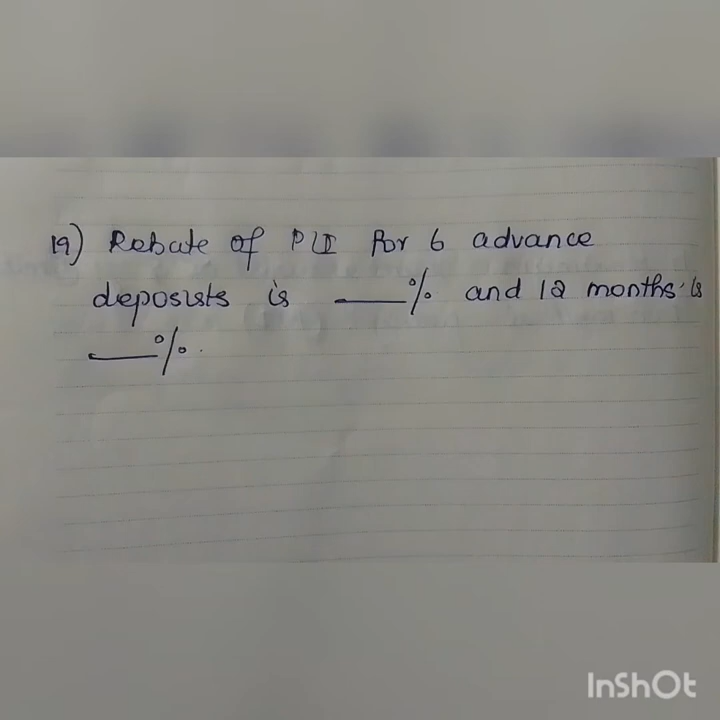 19) Rebate of PLI for 6 advance
deposists is ___% and 12 months is
___%.
InShOt